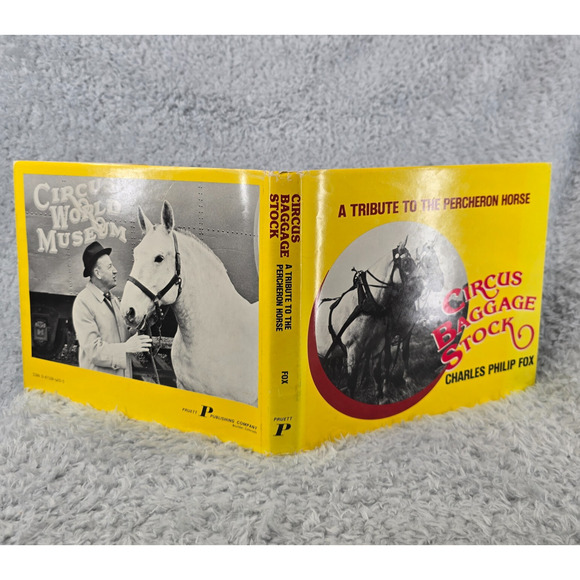 CIRCUS
WORLD
MUSEUM
PRUETT P PUBLISHING COMPANY
CIRCUS
BAGGAGE
STOCK
A TRIBUTE TO THE
PERCHERON HORSE
FOX
PRUETT
P
A TRIBUTE TO THE PERCHERON HORSE
CIRCUS
BAGGAGE
STOCK
CHARLES PHILIP FOX